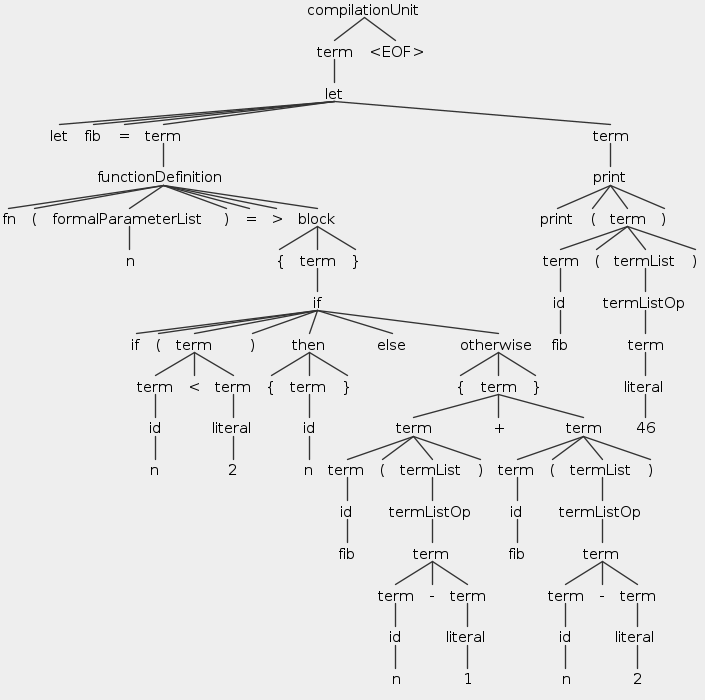 compilationUnit
term <EOF>
let
let fib = term term
functionDefinition print
fn ( formalParameterList ) = > block print ( term )
n { term } term ( termList )
if id termListOp
if ( term ) then else otherwise fib term
term < term { term } { term } literal
id literal id term + term 46
n 2 n term ( termList ) term ( termList )
id termListOp id termListOp
fib term fib term
term - term term - term
id literal id literal
n 1 n 2